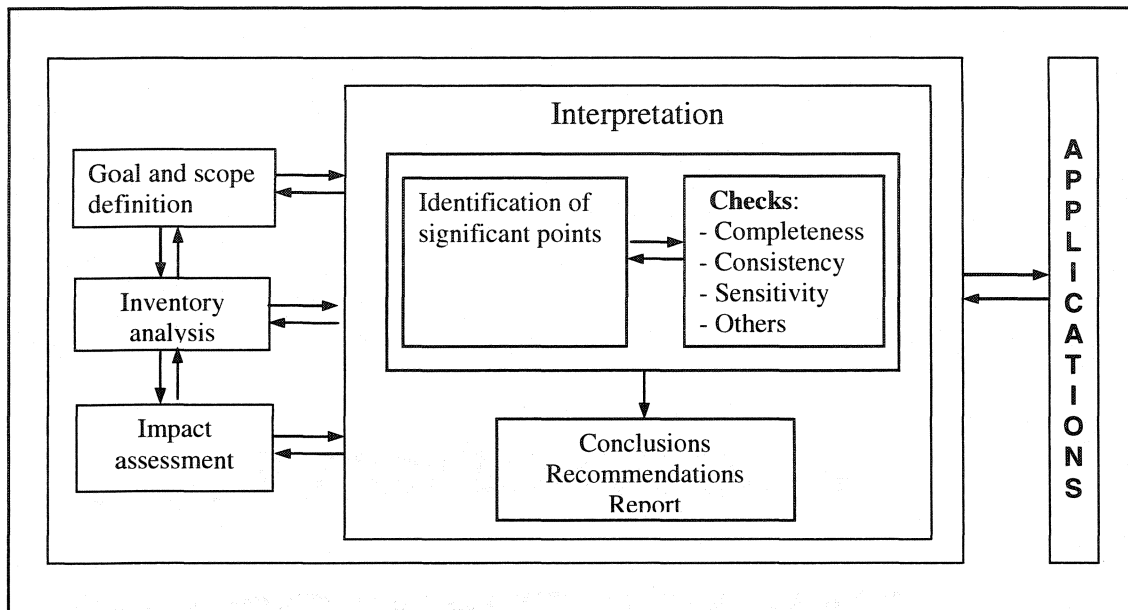 Interpretation
Goal and scope
definition
Inventory
analysis
Impact
assessment
Identification of
significant points
Checks:
- Completeness
- Consistency
- Sensitivity
- Others
Conclusions
Recommendations
Report
APPLICATIONS